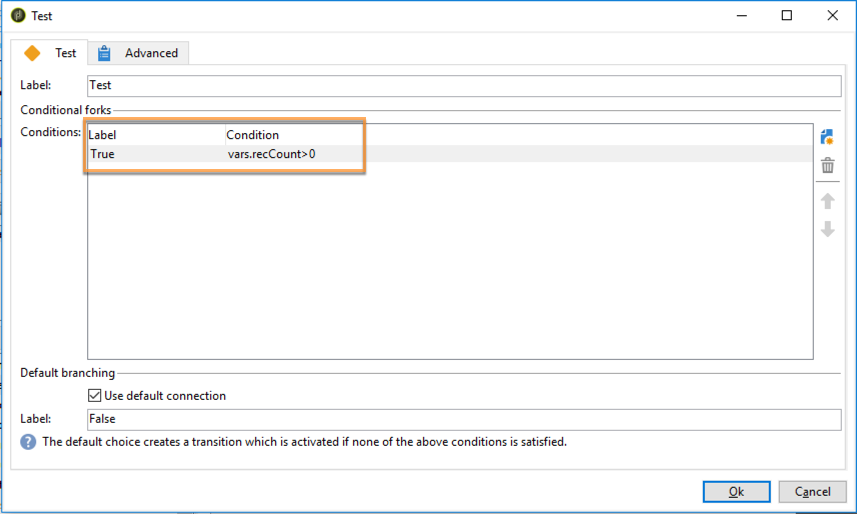 Test
Test Advanced
Label: Test
Conditional forks
Conditions: Label Condition
True vars.recCount>0
Default branching
Use default connection
Label: False
? The default choice creates a transition which is activated if none of the above conditions is satisfied.
Ok Cancel